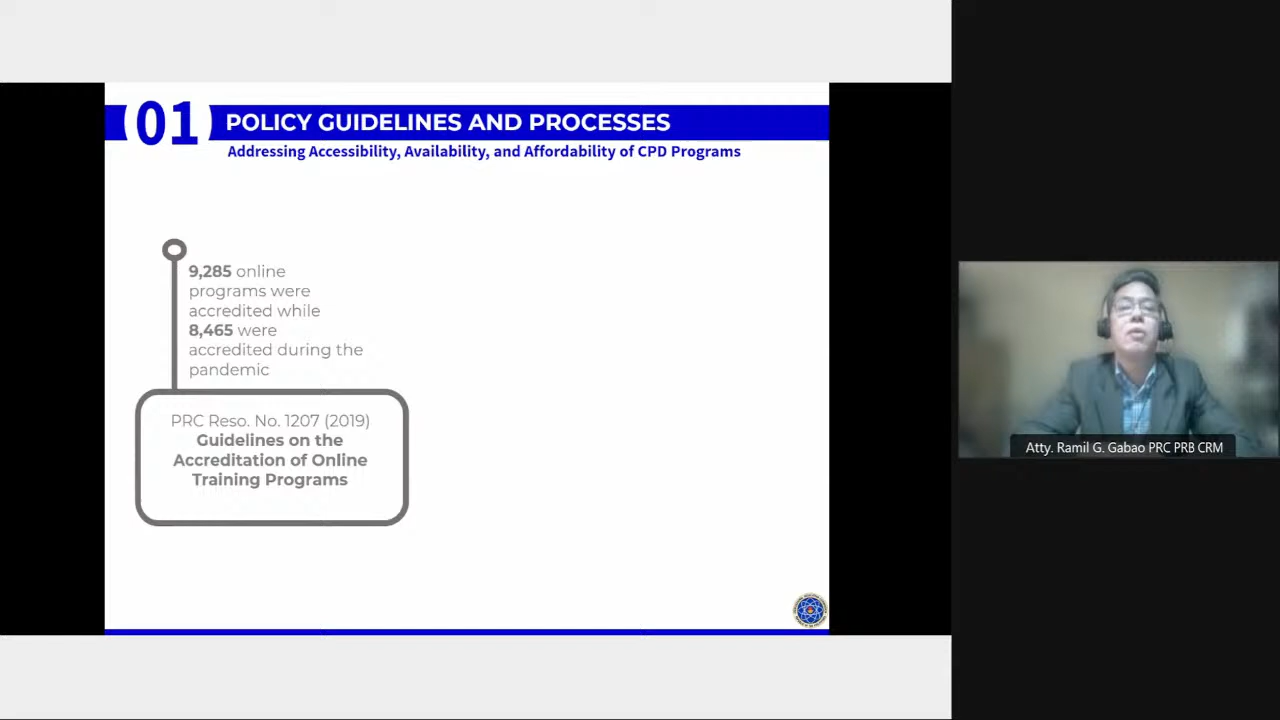 01
POLICY GUIDELINES AND PROCESSES
Addressing Accessibility, Availability, and Affordability of CPD Programs
9,285 online
programs were
accredited while
8,465 were
accredited during the
pandemic
PRC Reso. No. 1207 (2019)
Guidelines on the
Accreditation of Online
Training Programs
Atty. Ramil G. Gabao PRC PRB CRM